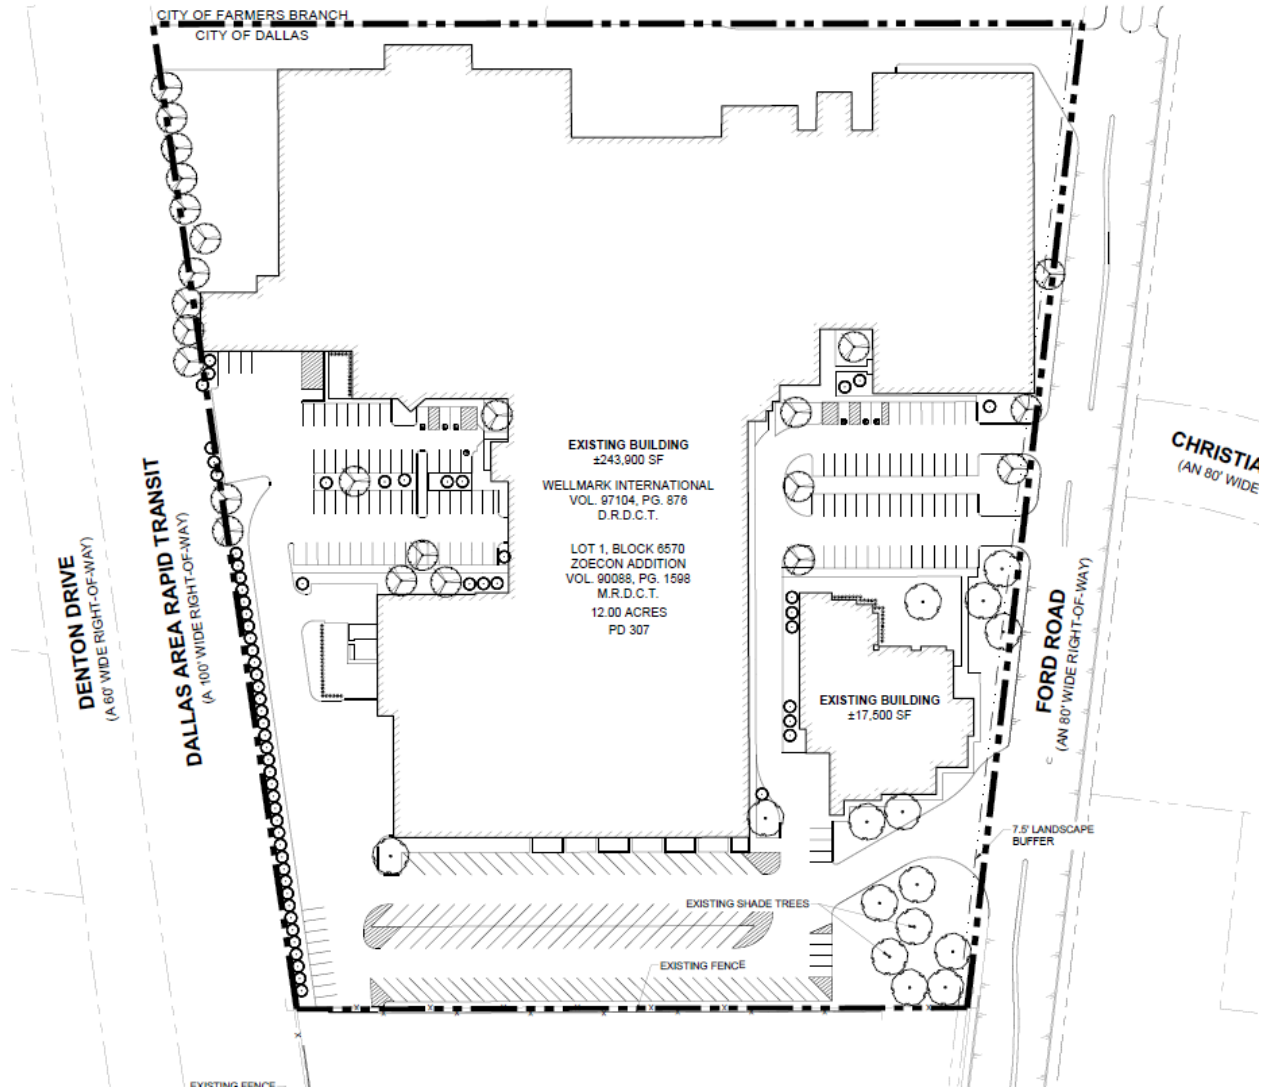 CITY OF FARMERS BRANCH
CITY OF DALLAS
EXISTING BUILDING
±243,900 SF
WELLMARK INTERNATIONAL
VOL. 97104, PG. 876
D.R.D.C.T.
LOT 1, BLOCK 6570
ZOECON ADDITION
VOL. 90088, PG. 1598
M.R.D.C.T.
12.00 ACRES
PD 307
CHRISTIA
(AN 80' WIDE
DENTON DRIVE
(A 60' WIDE RIGHT-OF-WAY)
DALLAS AREA RAPID TRANSIT
(A 100' WIDE RIGHT-OF-WAY)
FORD ROAD
(AN 80' WIDE RIGHT-OF-WAY)
EXISTING BUILDING
±17,500 SF
7.5' LANDSCAPE
BUFFER
EXISTING SHADE TREES
EXISTING FENCE
EXISTING FENCE